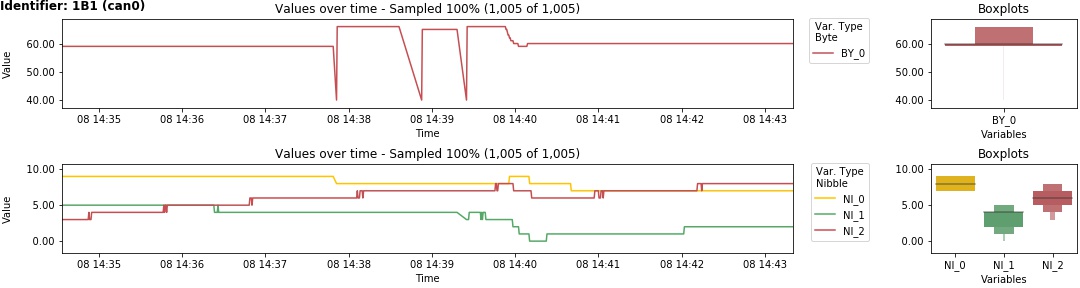 Identifier: 1B1 (can0)
Values over time - Sampled 100% (1,005 of 1,005)
Value
60.00
50.00
40.00
08 14:35 08 14:36 08 14:37 08 14:38 08 14:39 08 14:40 08 14:41 08 14:42 08 14:43
Time
Var. Type
Byte
BY_0
Boxplots
60.00
50.00
40.00
BY_0
Variables
Values over time - Sampled 100% (1,005 of 1,005)
Value
10.00
5.00
0.00
08 14:35 08 14:36 08 14:37 08 14:38 08 14:39 08 14:40 08 14:41 08 14:42 08 14:43
Time
Var. Type
Nibble
NI_0
NI_1
NI_2
Boxplots
10.00
5.00
0.00
NI_0 NI_1 NI_2
Variables